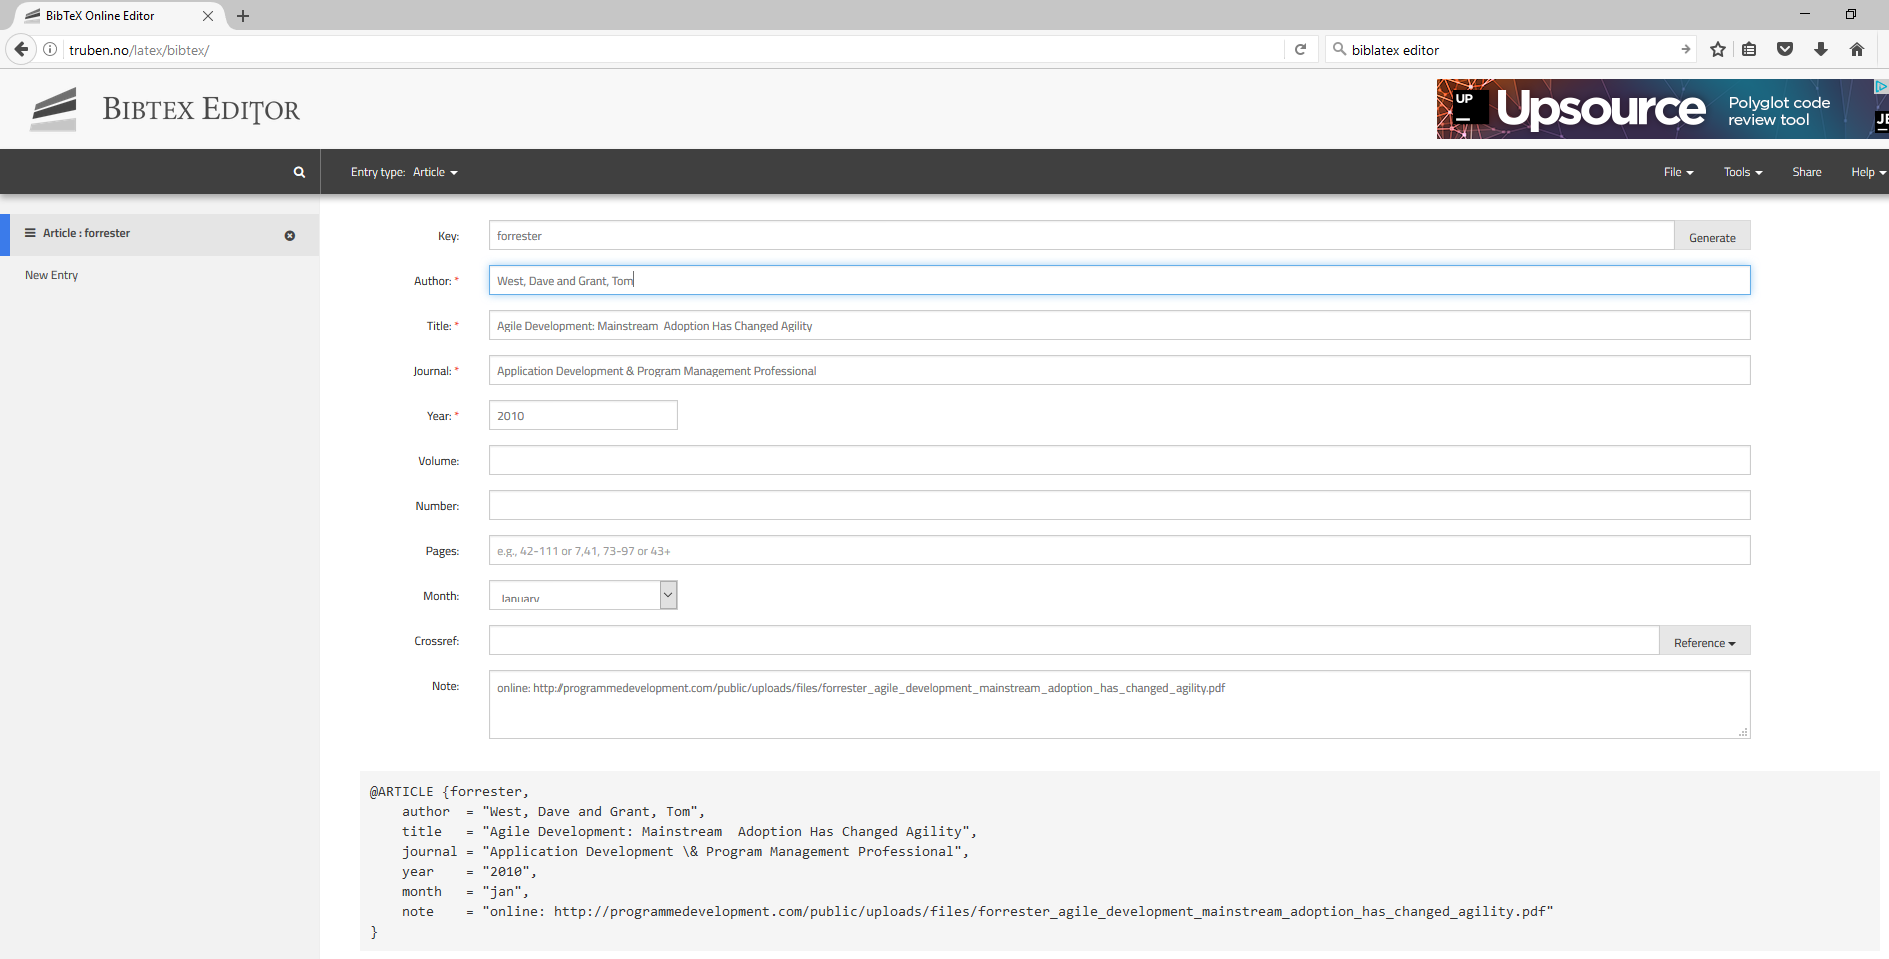 BibTeX Online Editor
truben.no/latex/bibtex/
biblatex editor
BIBTEX EDITOR
UP
Upsource
Polyglot code
review tool
Entry type: Article
File
Tools
Share
Help
Article : forrester
New Entry
Key:
forrester
Generate
Author: *
West, Dave and Grant, Tom
Title: *
Agile Development: Mainstream  Adoption Has Changed Agility
Journal: *
Application Development & Program Management Professional
Year: *
2010
Volume:
Number:
Pages:
e.g., 42-111 or 7,41, 73-97 or 43+
Month:
January
Crossref:
Reference
Note:
online: http://programmedevelopment.com/public/uploads/files/forrester_agile_development_mainstream_adoption_has_changed_agility.pdf
@ARTICLE {forrester,
    author  = "West, Dave and Grant, Tom",
    title   = "Agile Development: Mainstream  Adoption Has Changed Agility",
    journal = "Application Development \& Program Management Professional",
    year    = "2010",
    month   = "jan",
    note    = "online: http://programmedevelopment.com/public/uploads/files/forrester_agile_development_mainstream_adoption_has_changed_agility.pdf"
}